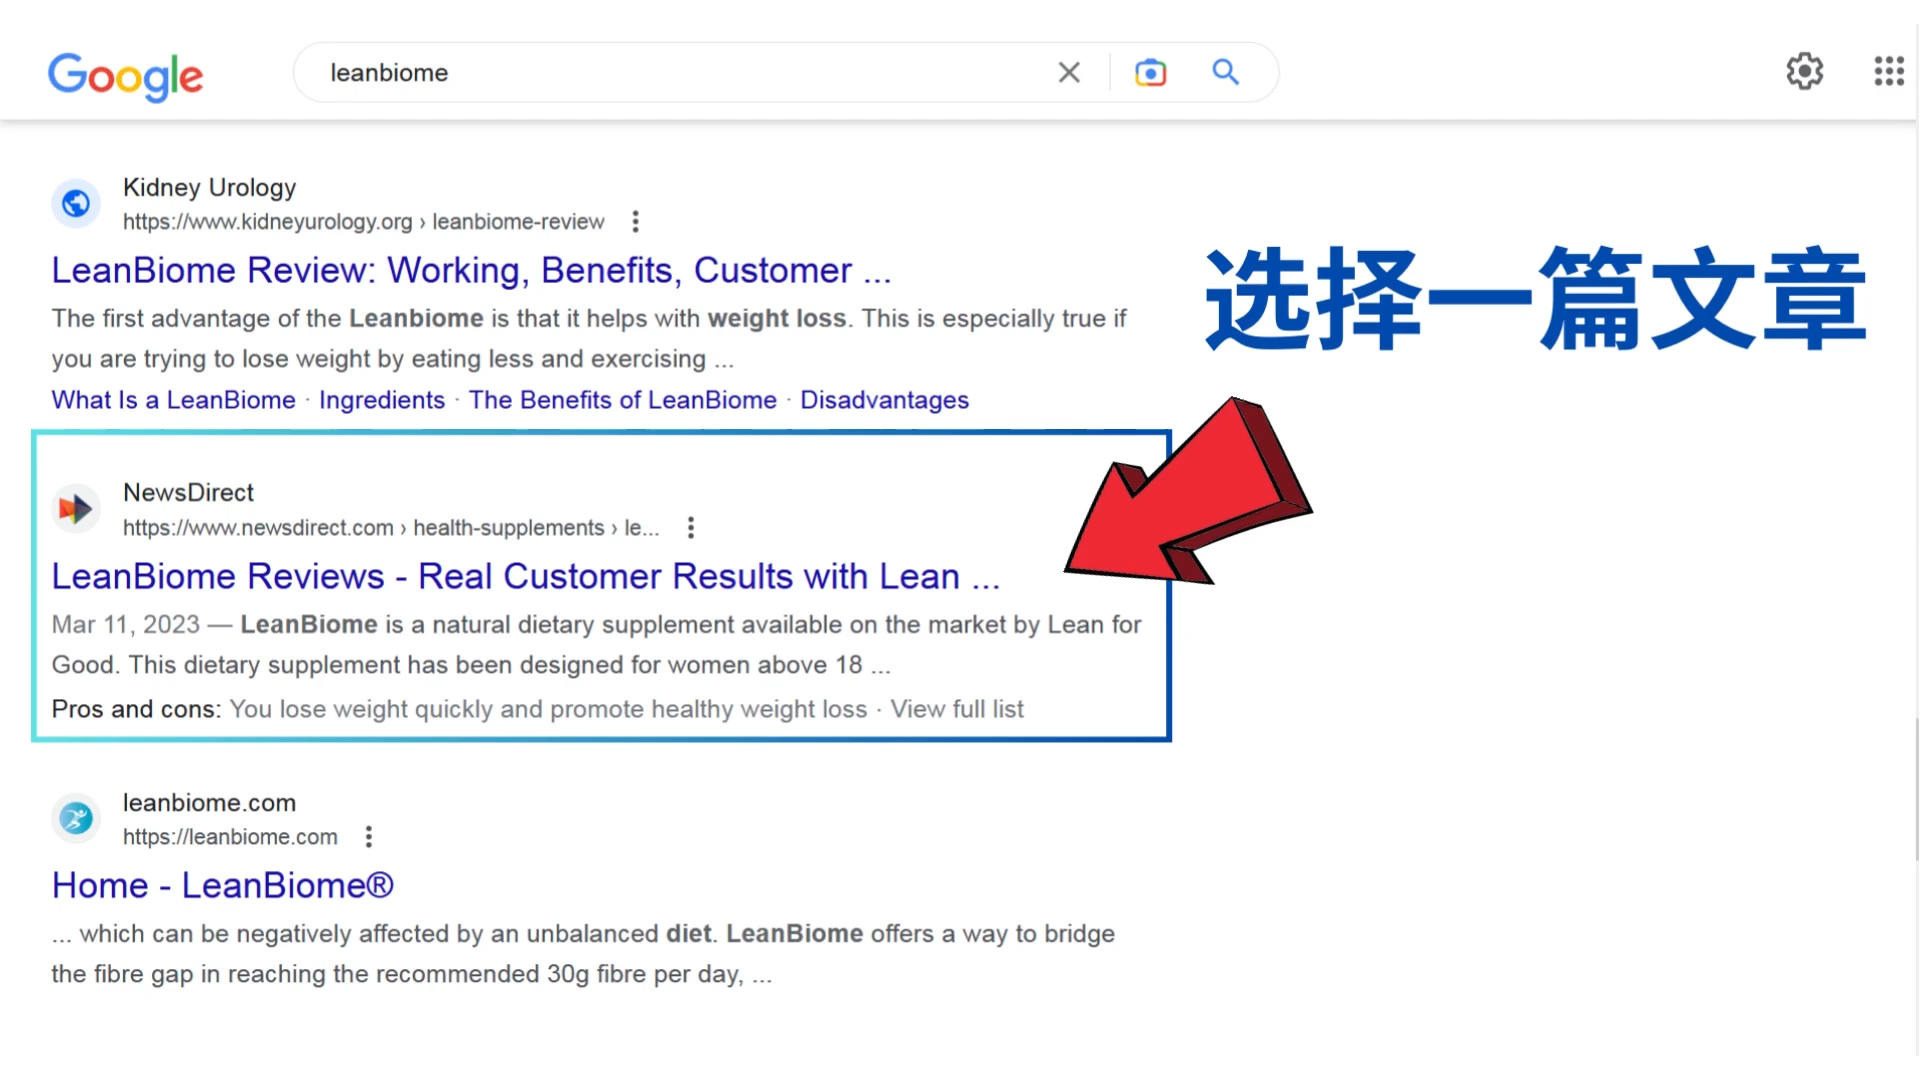 Google
leanbiome
Kidney Urology
https://www.kidneyurology.org › leanbiome-review
LeanBiome Review: Working, Benefits, Customer ...
The first advantage of the Leanbiome is that it helps with weight loss. This is especially true if
you are trying to lose weight by eating less and exercising ...
What Is a LeanBiome · Ingredients · The Benefits of LeanBiome · Disadvantages
选择一篇文章
NewsDirect
https://www.newsdirect.com › health-supplements › le...
LeanBiome Reviews - Real Customer Results with Lean ...
Mar 11, 2023 — LeanBiome is a natural dietary supplement available on the market by Lean for
Good. This dietary supplement has been designed for women above 18 ...
Pros and cons: You lose weight quickly and promote healthy weight loss · View full list
leanbiome.com
https://leanbiome.com
Home - LeanBiome®
... which can be negatively affected by an unbalanced diet. LeanBiome offers a way to bridge
the fibre gap in reaching the recommended 30g fibre per day, ...